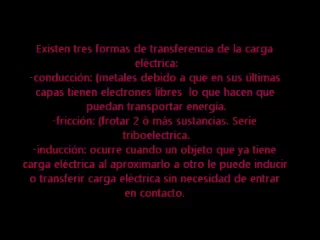 Existen tres formas de transferencia de la carga
eléctrica:
-conducción: (metales debido a que en sus últimas
capas tienen electrones libres lo que hacen que
puedan transportar energía.
-fricción: (frotar 2 ó más sustancias. Serie
triboelectrica.
-inducción: ocurre cuando un objeto que ya tiene
carga eléctrica al aproximarlo a otro le puede inducir
o transferir carga eléctrica sin necesidad de entrar
en contacto.